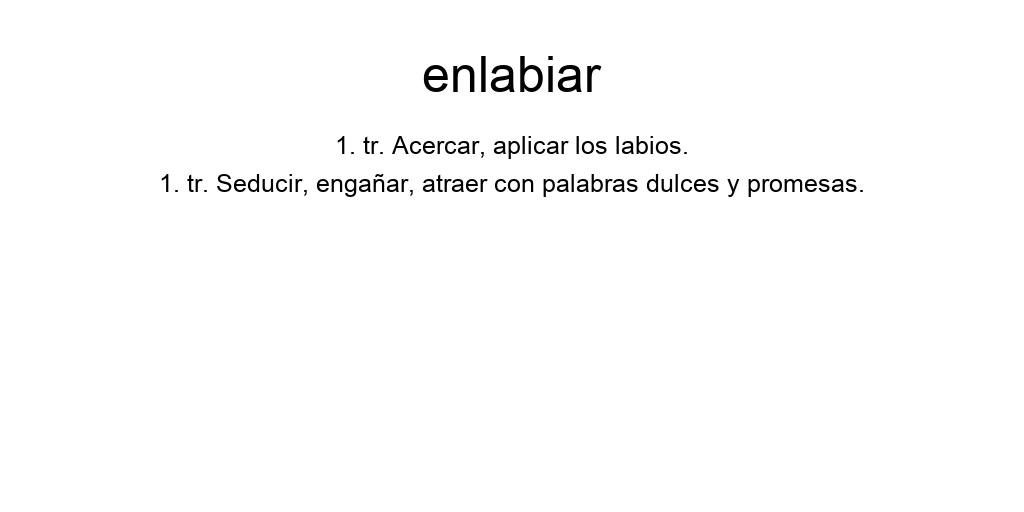 enlabiar
1. tr. Acercar, aplicar los labios.
1. tr. Seducir, engañar, atraer con palabras dulces y promesas.